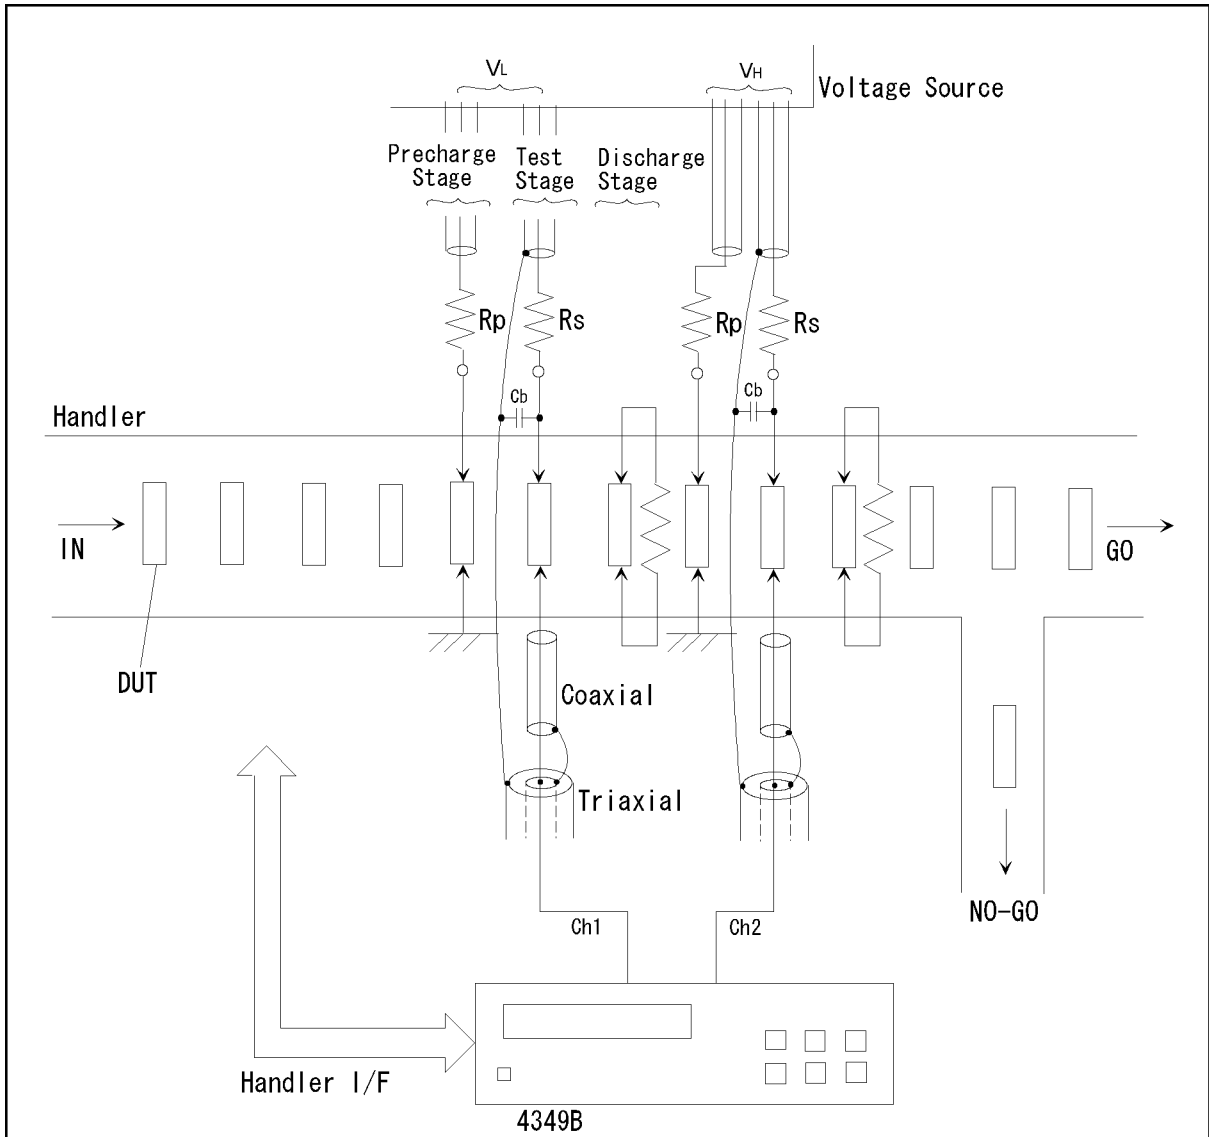 VL
VH
Voltage Source
Precharge
Stage
Test
Stage
Discharge
Stage
Rp
Rs
Rp
Rs
Cb
Cb
Handler
IN
GO
DUT
Coaxial
Triaxial
NO-GO
Ch1
Ch2
Handler I/F
4349B